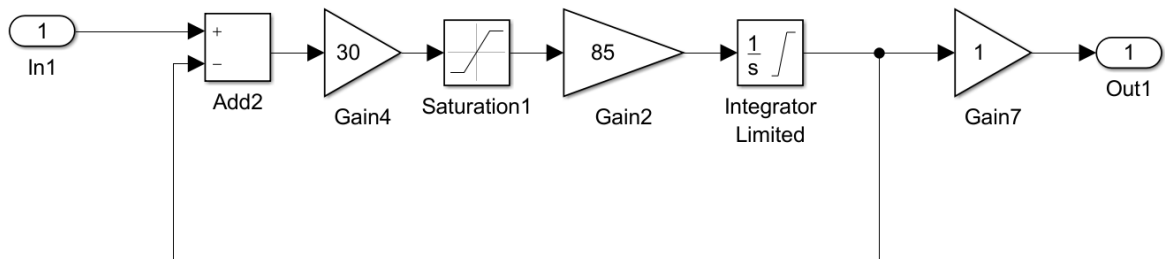 1
In1
+
−
Add2
30
Gain4
Saturation1
85
Gain2
1
s
Integrator
Limited
1
Gain7
1
Out1